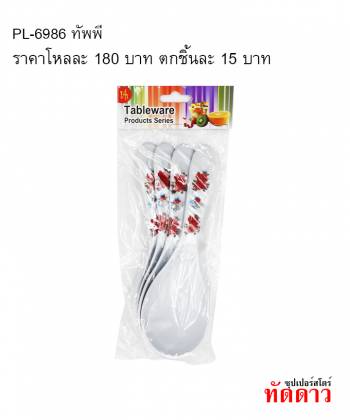 PL-6986 ทัพพี
ราคาโหลละ 180 บาท ตกชิ้นละ 15 บาท
Tableware
Products Series
ซุปเปอร์สโตร์
ทัดดาว